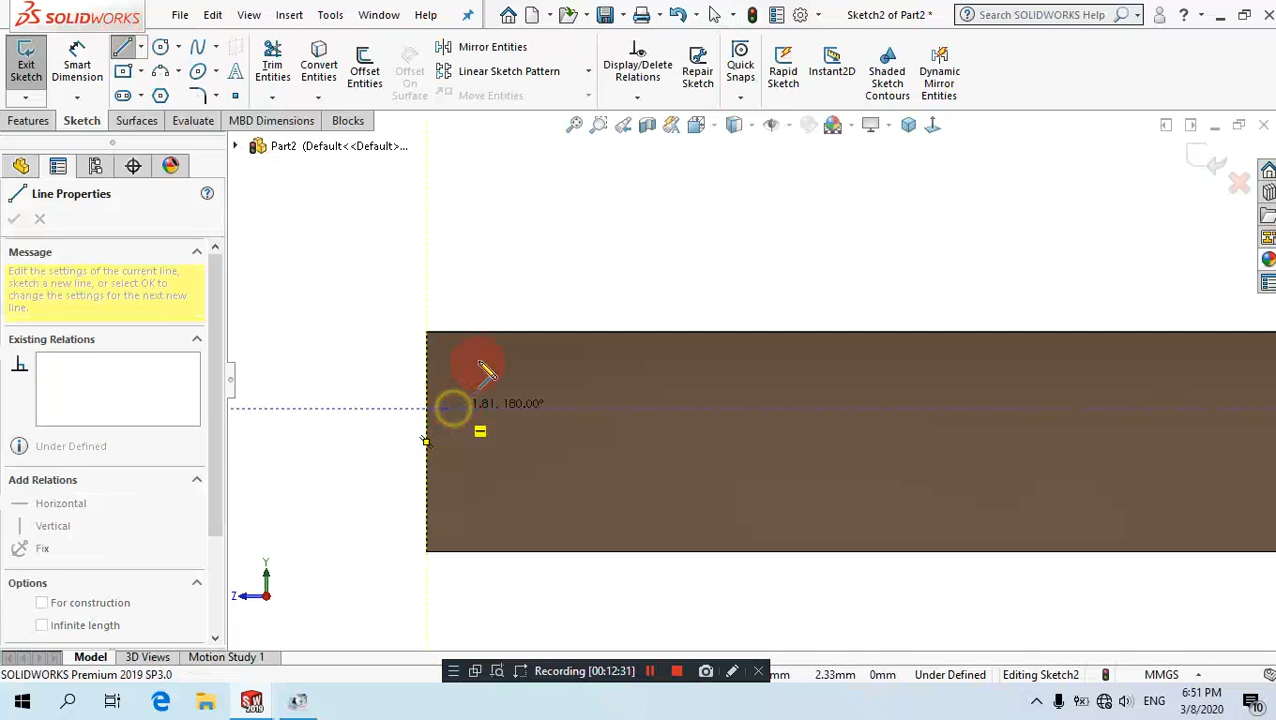 SOLIDWORKS
File
Edit
View
Insert
Tools
Window
Help
Sketch2 of Part2 *
Search SOLIDWORKS Help
Exit Sketch
Smart Dimension
Trim Entities
Convert Entities
Offset Entities
Offset On Surface
Mirror Entities
Linear Sketch Pattern
Move Entities
Display/Delete Relations
Repair Sketch
Quick Snaps
Rapid Sketch
Instant2D
Shaded Sketch Contours
Dynamic Mirror Entities
Features
Sketch
Surfaces
Evaluate
MBD Dimensions
Blocks
Part2 (Default<<Default>...
Line Properties
Message
Edit the settings of the current line,
sketch a new line, or select OK to
change the settings for the next new
line.
Existing Relations
Under Defined
Add Relations
Horizontal
Vertical
Fix
Options
For construction
Infinite length
1.81, 180.00°
Y
Z
Model
3D Views
Motion Study 1
Recording [00:12:31]
SOLIDWORKS Premium 2019 SP3.0
mm
2.33mm
0mm
Under Defined
Editing Sketch2
MMGS
SW
2019
ENG
6:51 PM
3/8/2020
10